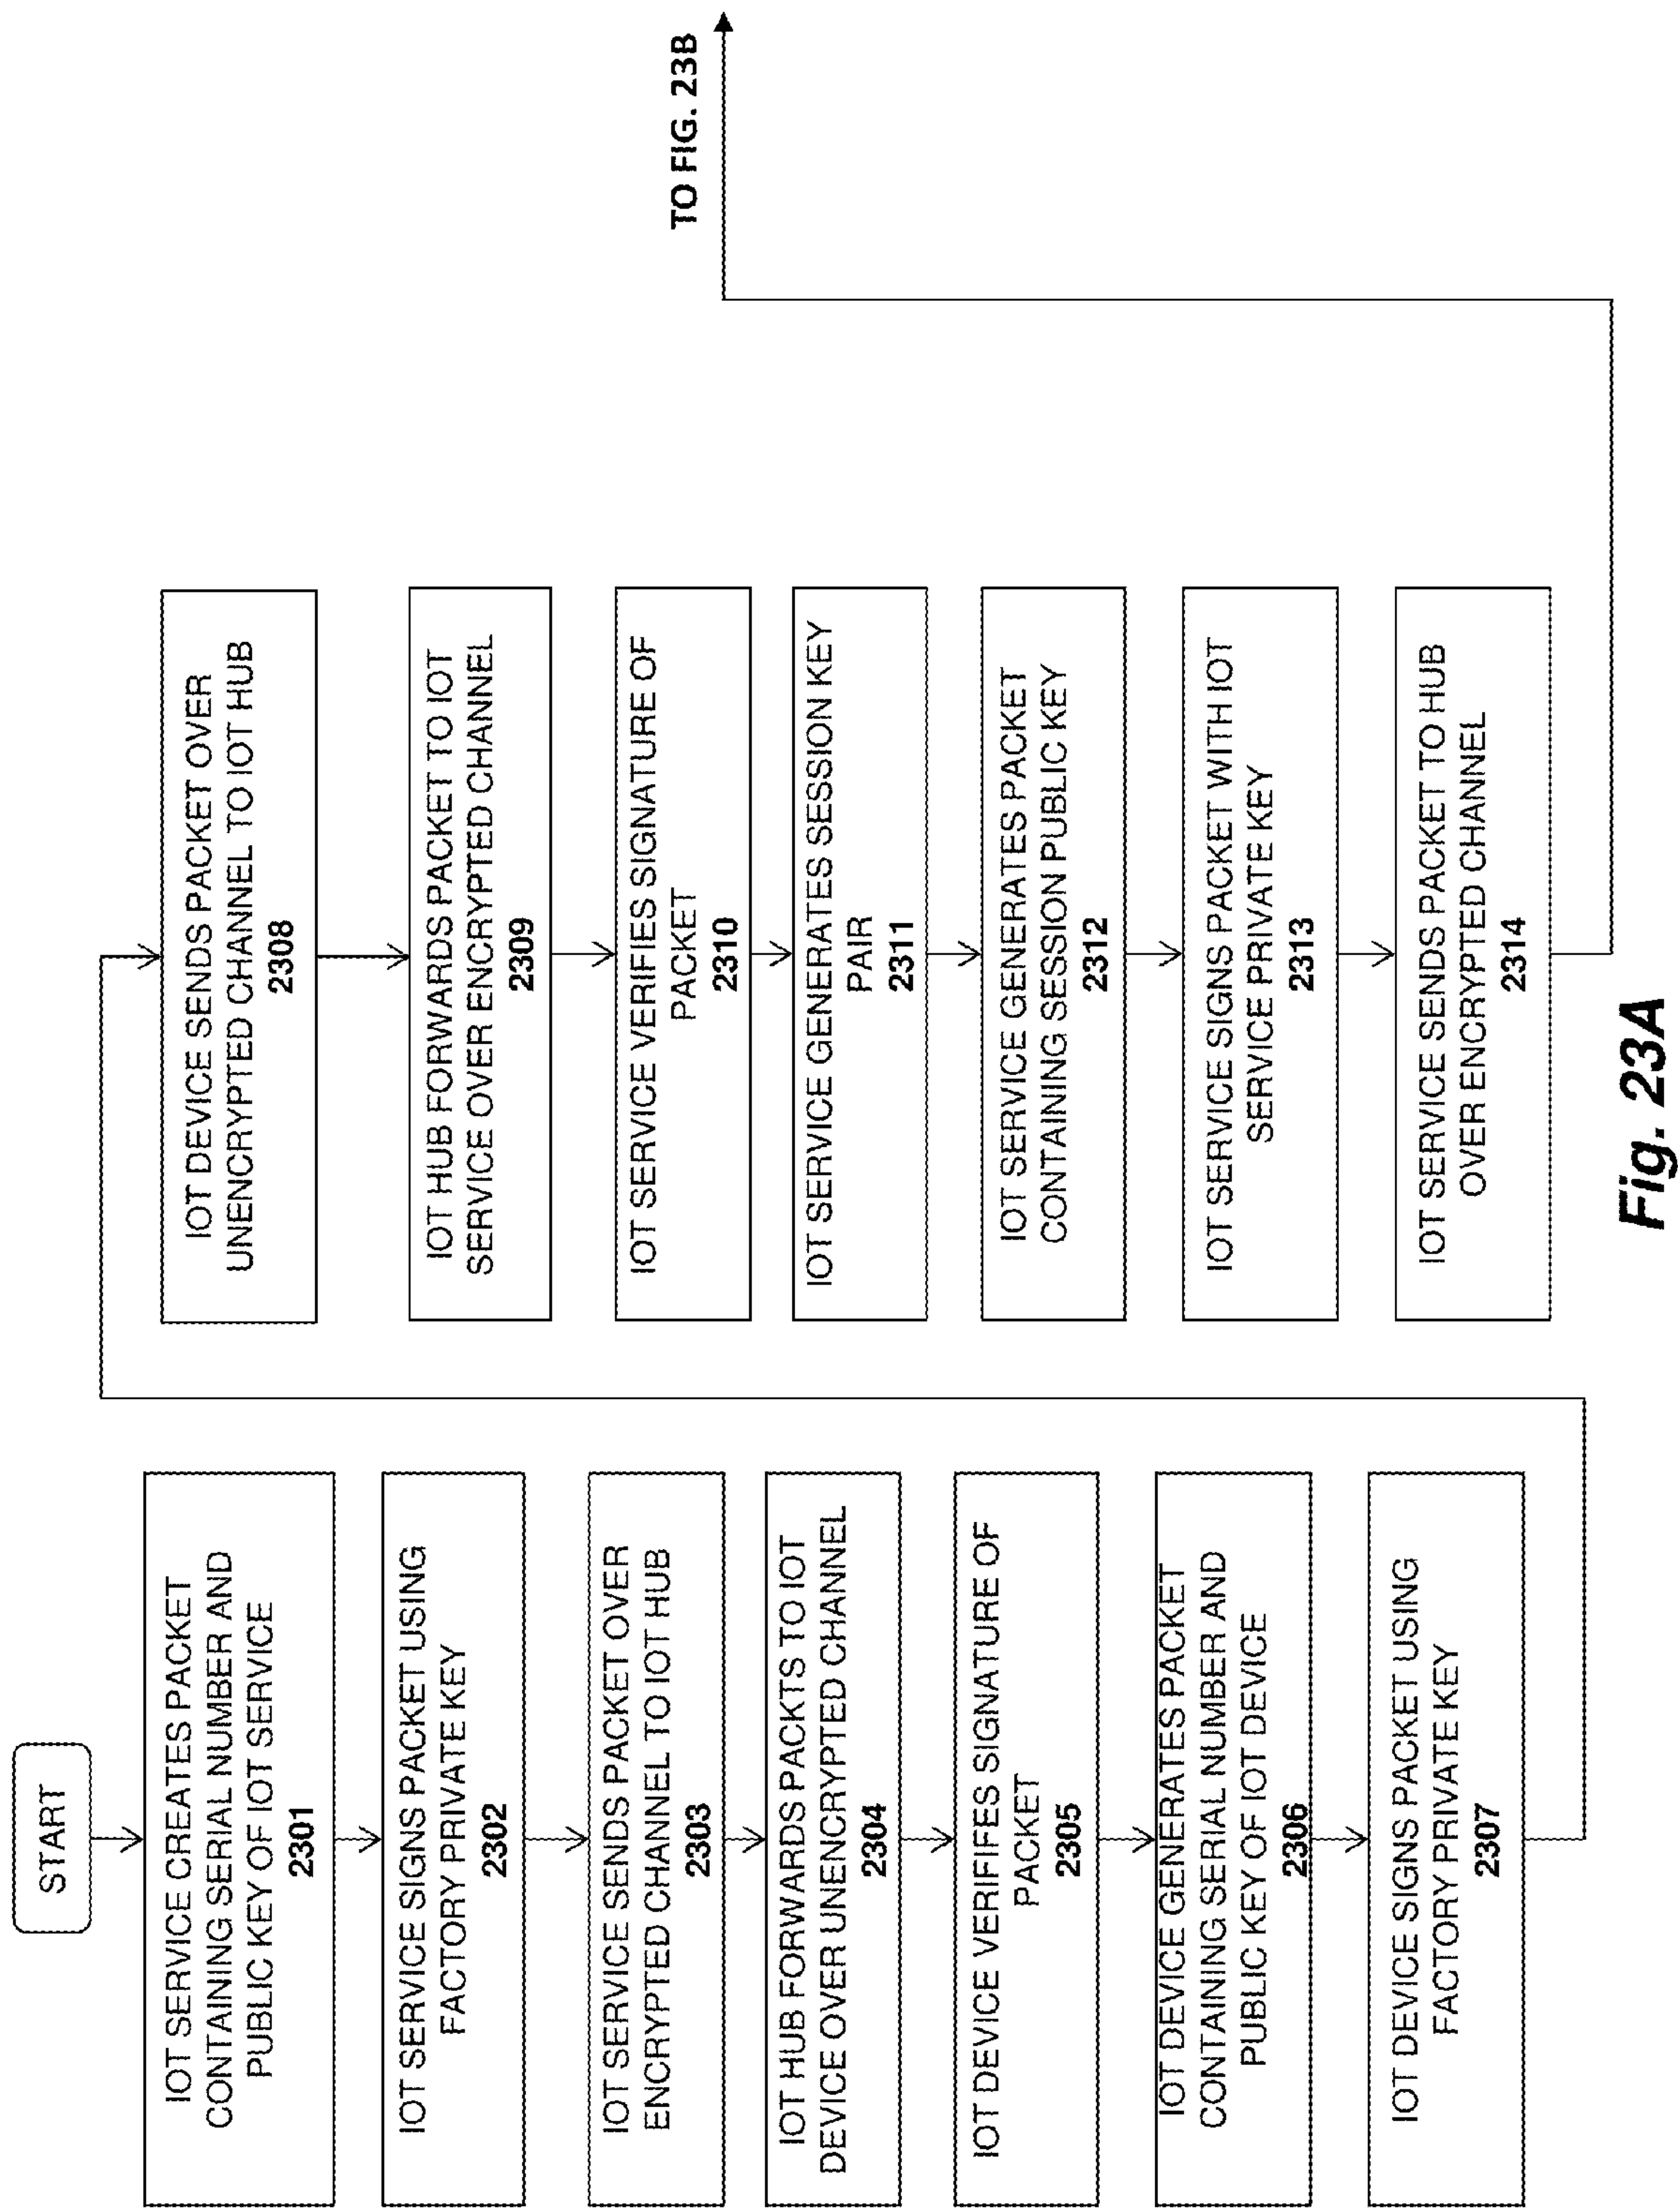 START
IOT SERVICE CREATES PACKET
CONTAINING SERIAL NUMBER AND
PUBLIC KEY OF IOT SERVICE
2301
IOT SERVICE SIGNS PACKET USING
FACTORY PRIVATE KEY
2302
IOT SERVICE SENDS PACKET OVER
ENCRYPTED CHANNEL TO IOT HUB
2303
IOT HUB FORWARDS PACKTS TO IOT
DEVICE OVER UNENCRYPTED CHANNEL
2304
IOT DEVICE VERIFIFES SIGNATURE OF
PACKET
2305
IOT DEVICE GENERATES PACKET
CONTAINING SERIAL NUMBER AND
PUBLIC KEY OF IOT DEVICE
2306
IOT DEVICE SIGNS PACKET USING
FACTORY PRIVATE KEY
2307
IOT DEVICE SENDS PACKET OVER
UNENCRYPTED CHANNEL TO IOT HUB
2308
IOT HUB FORWARDS PACKET TO IOT
SERVICE OVER ENCRYPTED CHANNEL
2309
IOT SERVICE VERIFIES SIGNATURE OF
PACKET
2310
IOT SERVICE GENERATES SESSION KEY
PAIR
2311
IOT SERVICE GENERATES PACKET
CONTAINING SESSION PUBLIC KEY
2312
IOT SERVICE SIGNS PACKET WITH IOT
SERVICE PRIVATE KEY
2313
IOT SERVICE SENDS PACKET TO HUB
OVER ENCRYPTED CHANNEL
2314
TO FIG. 23B
Fig. 23A